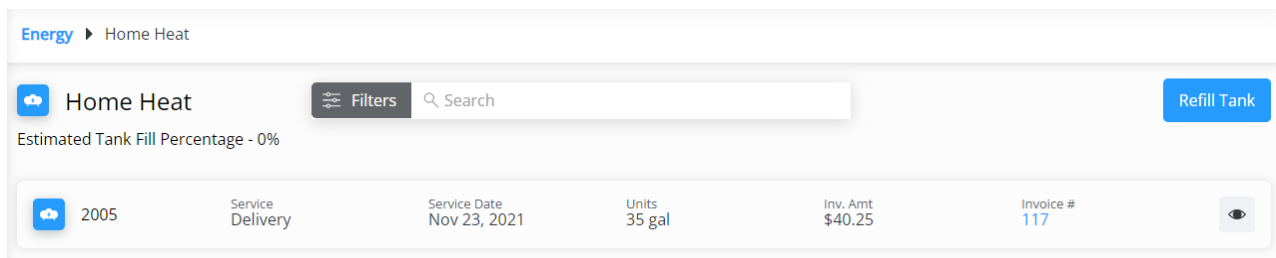 Energy Home Heat
Home Heat Filters Search Refill Tank
Estimated Tank Fill Percentage - 0%
Service Service Date Units Inv. Amt Invoice #
2005 Delivery Nov 23, 2021 35 gal $40.25 117